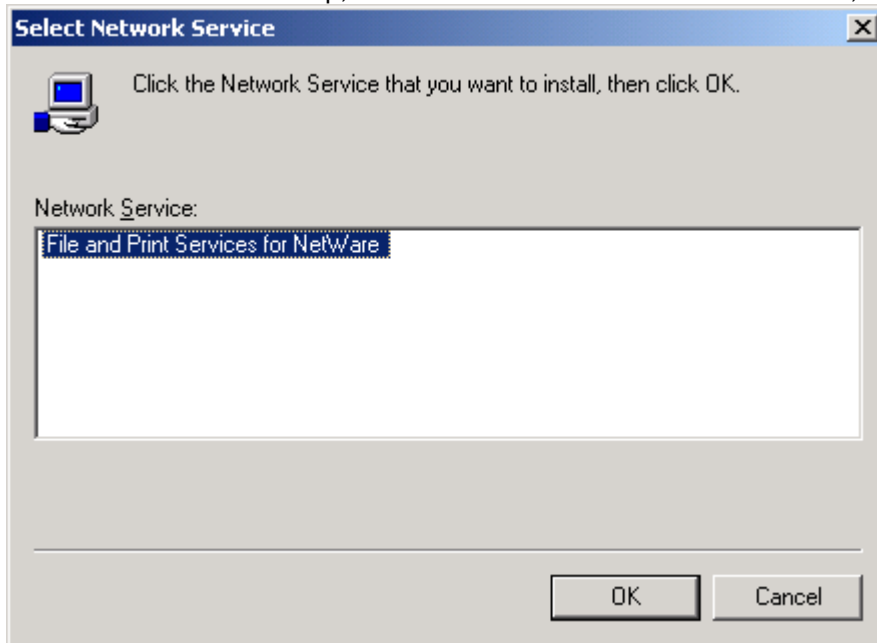 Select Network Service
Click the Network Service that you want to install, then click OK.
Network Service:
File and Print Services for NetWare
OK
Cancel